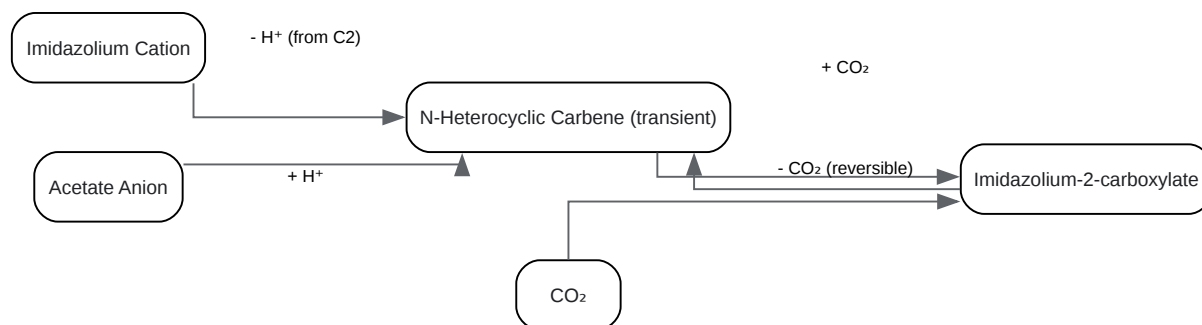 Imidazolium Cation
- H⁺ (from C2)
+ CO₂
N-Heterocyclic Carbene (transient)
Acetate Anion
+ H⁺
- CO₂ (reversible)
Imidazolium-2-carboxylate
CO₂